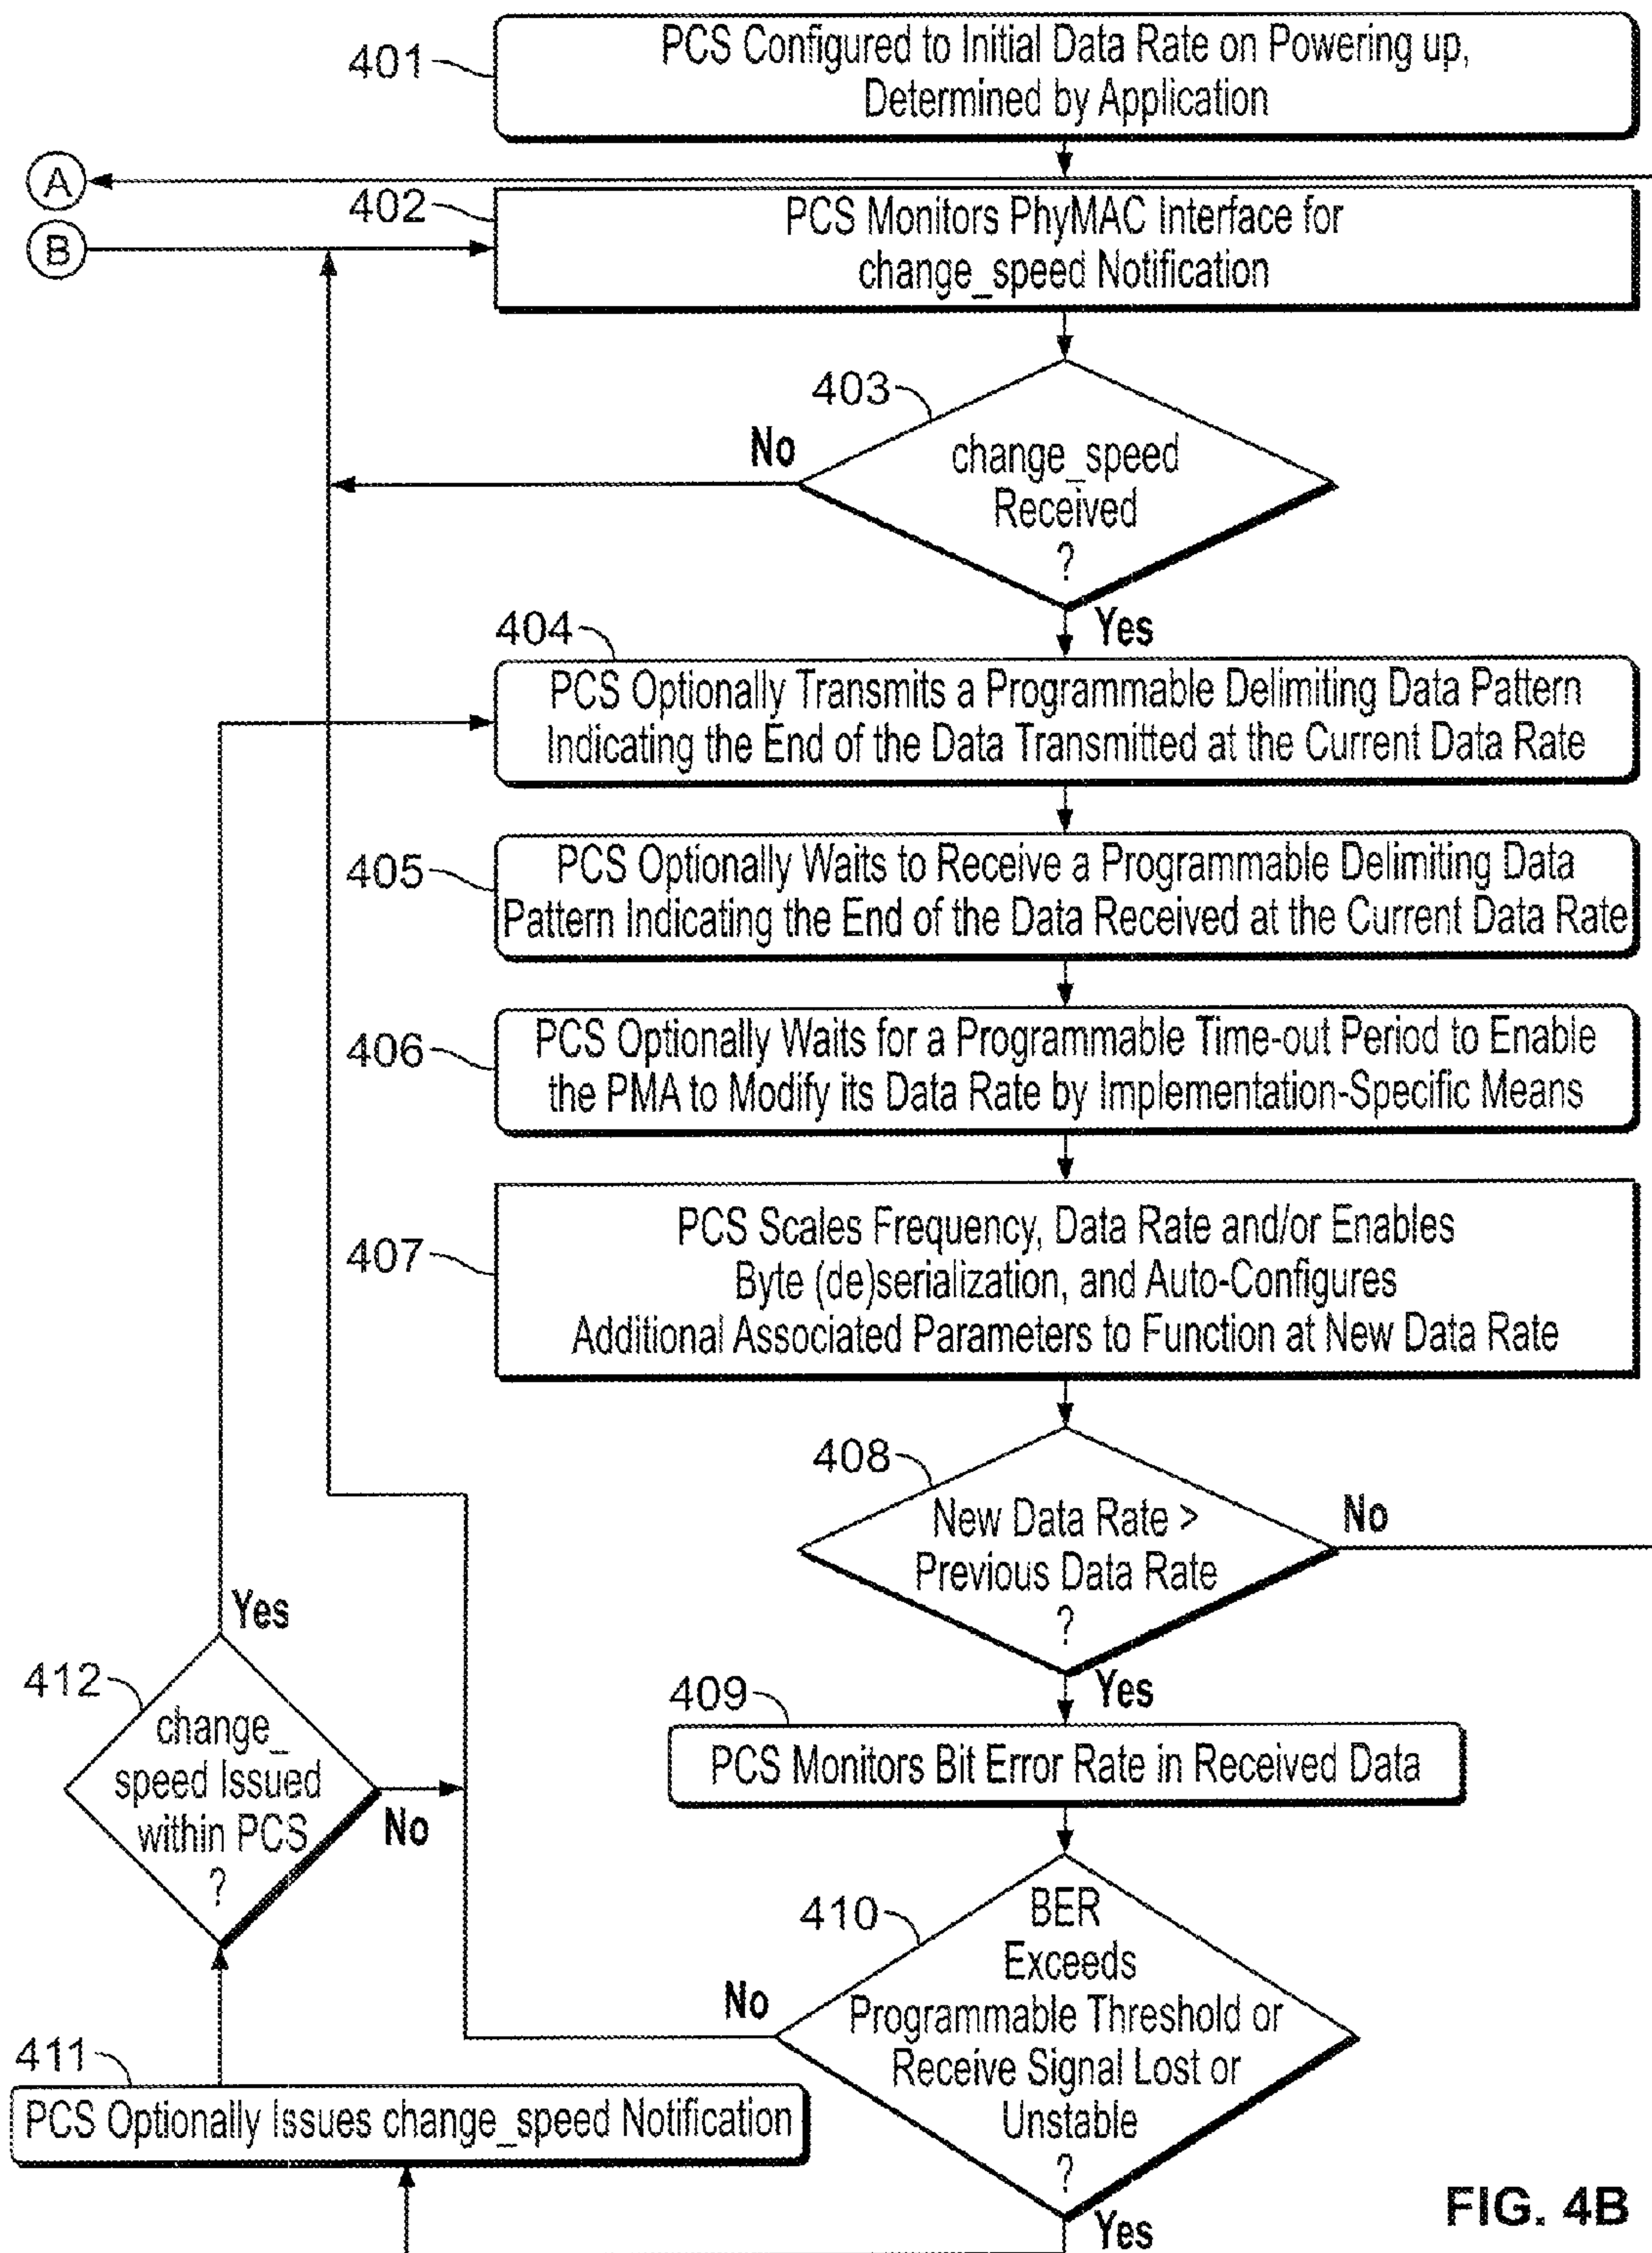 401
PCS Configured to Initial Data Rate on Powering up,
Determined by Application
A
402
PCS Monitors PhyMAC Interface for
change_speed Notification
B
403
change_speed
Received
?
No
Yes
404
PCS Optionally Transmits a Programmable Delimiting Data Pattern
Indicating the End of the Data Transmitted at the Current Data Rate
405
PCS Optionally Waits to Receive a Programmable Delimiting Data
Pattern Indicating the End of the Data Received at the Current Data Rate
406
PCS Optionally Waits for a Programmable Time-out Period to Enable
the PMA to Modify its Data Rate by Implementation-Specific Means
407
PCS Scales Frequency, Data Rate and/or Enables
Byte (de)serialization, and Auto-Configures
Additional Associated Parameters to Function at New Data Rate
408
New Data Rate >
Previous Data Rate
?
No
Yes
409
PCS Monitors Bit Error Rate in Received Data
410
BER
Exceeds
Programmable Threshold or
Receive Signal Lost or
Unstable
?
No
Yes
411
PCS Optionally Issues change_speed Notification
412
change_
speed Issued
within PCS
?
Yes
No
FIG. 4B